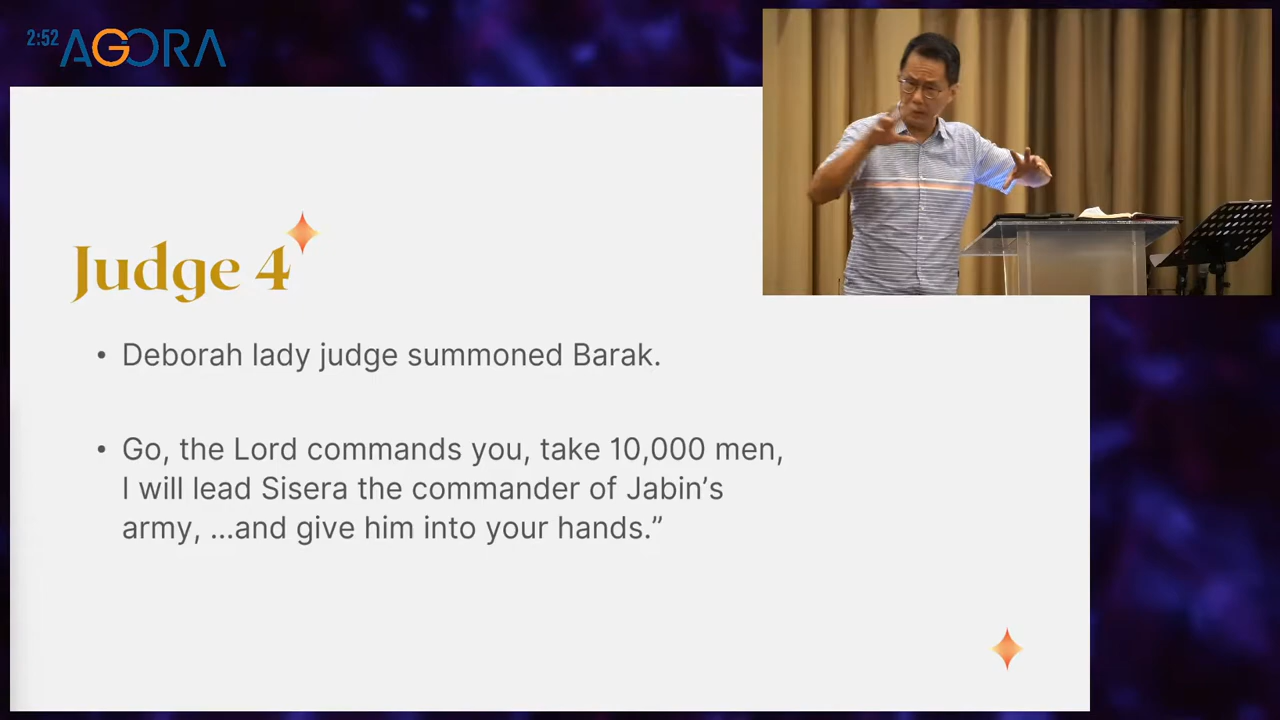 2:52 AGORA
Judge 4
• Deborah lady judge summoned Barak.
• Go, the Lord commands you, take 10,000 men,
I will lead Sisera the commander of Jabin’s
army, ...and give him into your hands.”